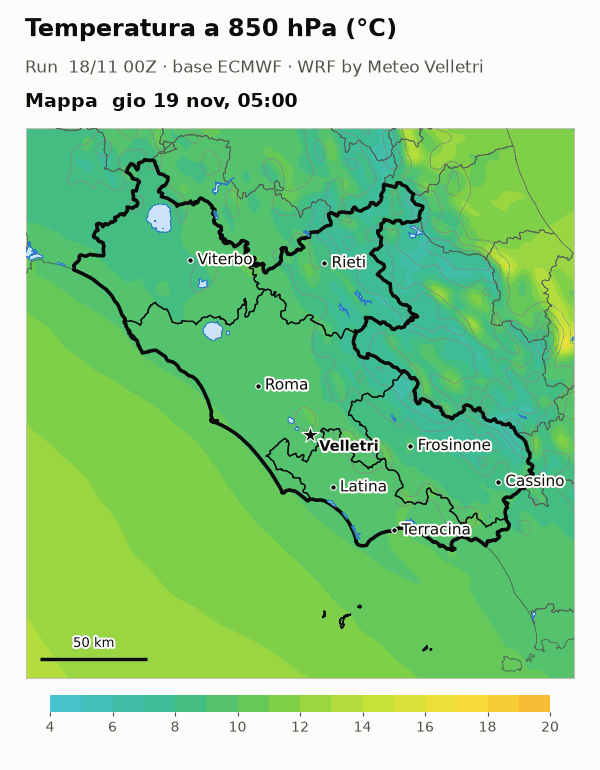 Temperatura a 850 hPa (°C)
Run  18/11 00Z · base ECMWF · WRF by Meteo Velletri
Mappa  gio 19 nov, 05:00
Viterbo
Rieti
Roma
Velletri
Frosinone
Latina
Cassino
Terracina
50 km
4 6 8 10 12 14 16 18 20